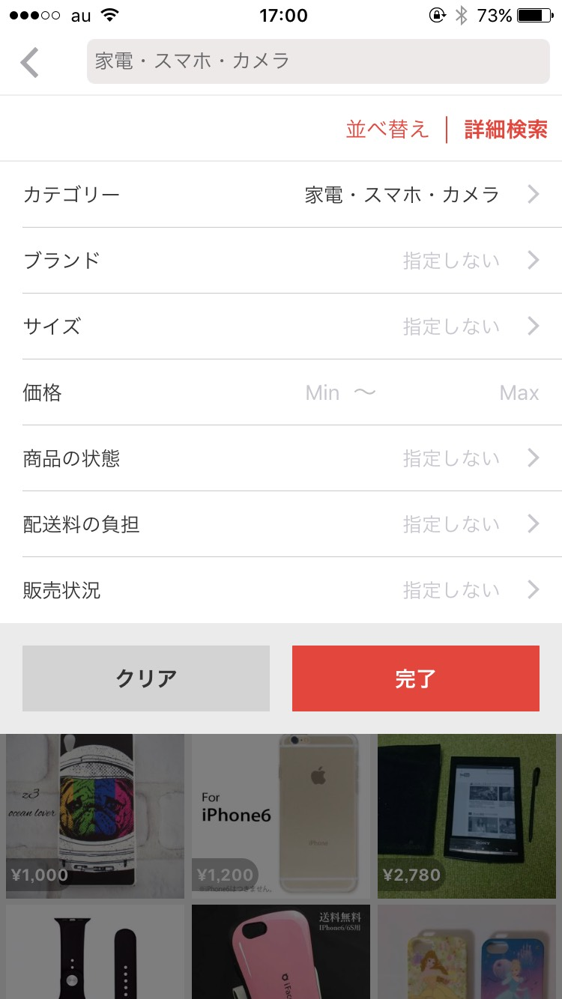 au 17:00 73%
家電・スマホ・カメラ
並べ替え | 詳細検索
カテゴリー 家電・スマホ・カメラ
ブランド 指定しない
サイズ 指定しない
価格 Min 〜 Max
商品の状態 指定しない
配送料の負担 指定しない
販売状況 指定しない
クリア 完了
z3
ocean lover
¥1,000
For
iPhone6
iPhone
¥1,200
※iPhone6はつきません。
SONY
¥2,780
送料無料
IPhone6/6S用
iFace